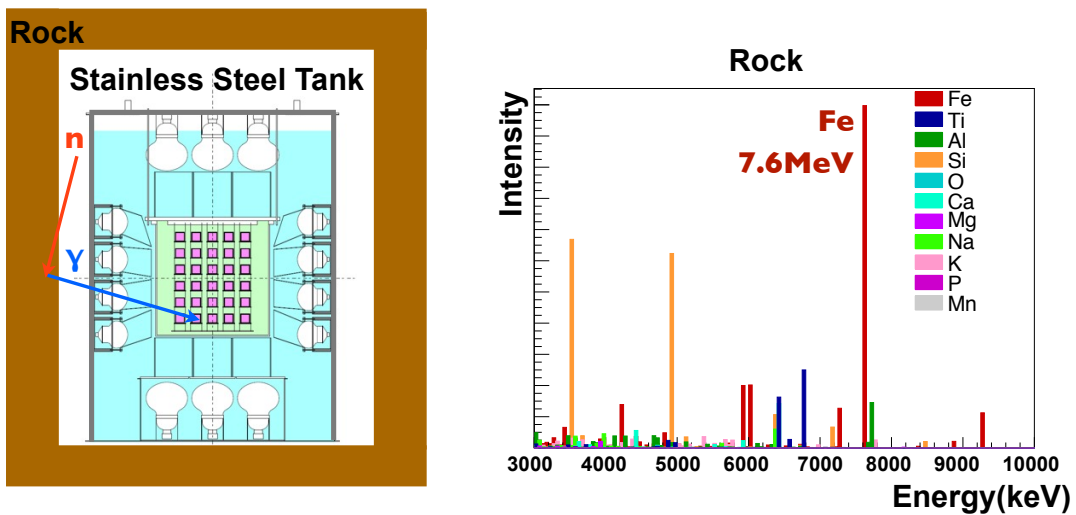 Rock
Stainless Steel Tank
n
γ
Rock
Intensity
Fe
7.6MeV
Fe
Ti
Al
Si
O
Ca
Mg
Na
K
P
Mn
3000 4000 5000 6000 7000 8000 9000 10000
Energy(keV)